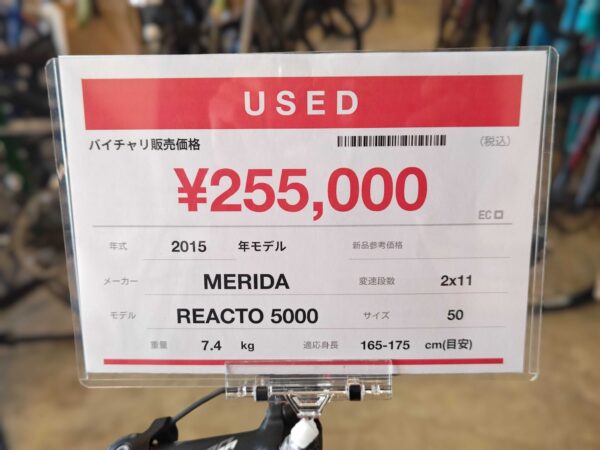 USED
バイチャリ販売価格 (税込)
¥255,000
EC
年式 2015 年モデル 新品参考価格
メーカー MERIDA 変速段数 2x11
モデル REACTO 5000 サイズ 50
重量 7.4 kg 適応身長 165-175 cm(目安)